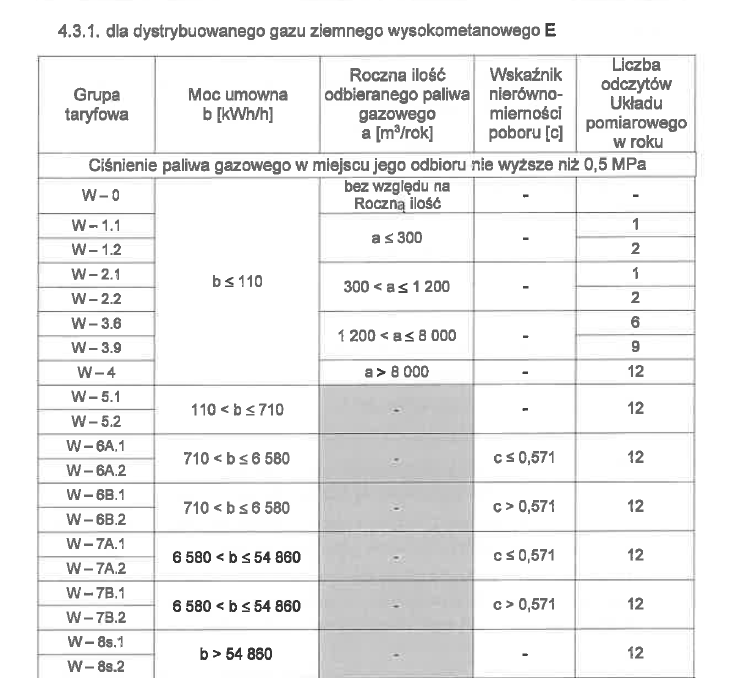 4.3.1. dla dystrybuowanego gazu ziemnego wysokometanowego E
Grupa
taryfowa
Moc umowna
b [kWh/h]
Roczna ilość
odbieranego paliwa
gazowego
a [m³/rok]
Wskaźnik
nierówno-
mierności
poboru [c]
Liczba
odczytów
Układu
pomiarowego
w roku
Ciśnienie paliwa gazowego w miejscu jego odbioru nie wyższe niż 0,5 MPa
W – 0
b ≤ 110
bez względu na
Roczną ilość
-
-
W – 1.1
a ≤ 300
-
1
W – 1.2
2
W – 2.1
300 < a ≤ 1 200
-
1
W – 2.2
2
W – 3.6
1 200 < a ≤ 8 000
-
6
W – 3.9
9
W – 4
a > 8 000
-
12
W – 5.1
W – 5.2
110 < b ≤ 710
-
-
12
W – 6A.1
W – 6A.2
710 < b ≤ 6 580
-
c ≤ 0,571
12
W – 6B.1
W – 6B.2
710 < b ≤ 6 580
-
c > 0,571
12
W – 7A.1
W – 7A.2
6 580 < b ≤ 54 860
-
c ≤ 0,571
12
W – 7B.1
W – 7B.2
6 580 < b ≤ 54 860
-
c > 0,571
12
W – 8s.1
W – 8s.2
b > 54 860
-
-
12